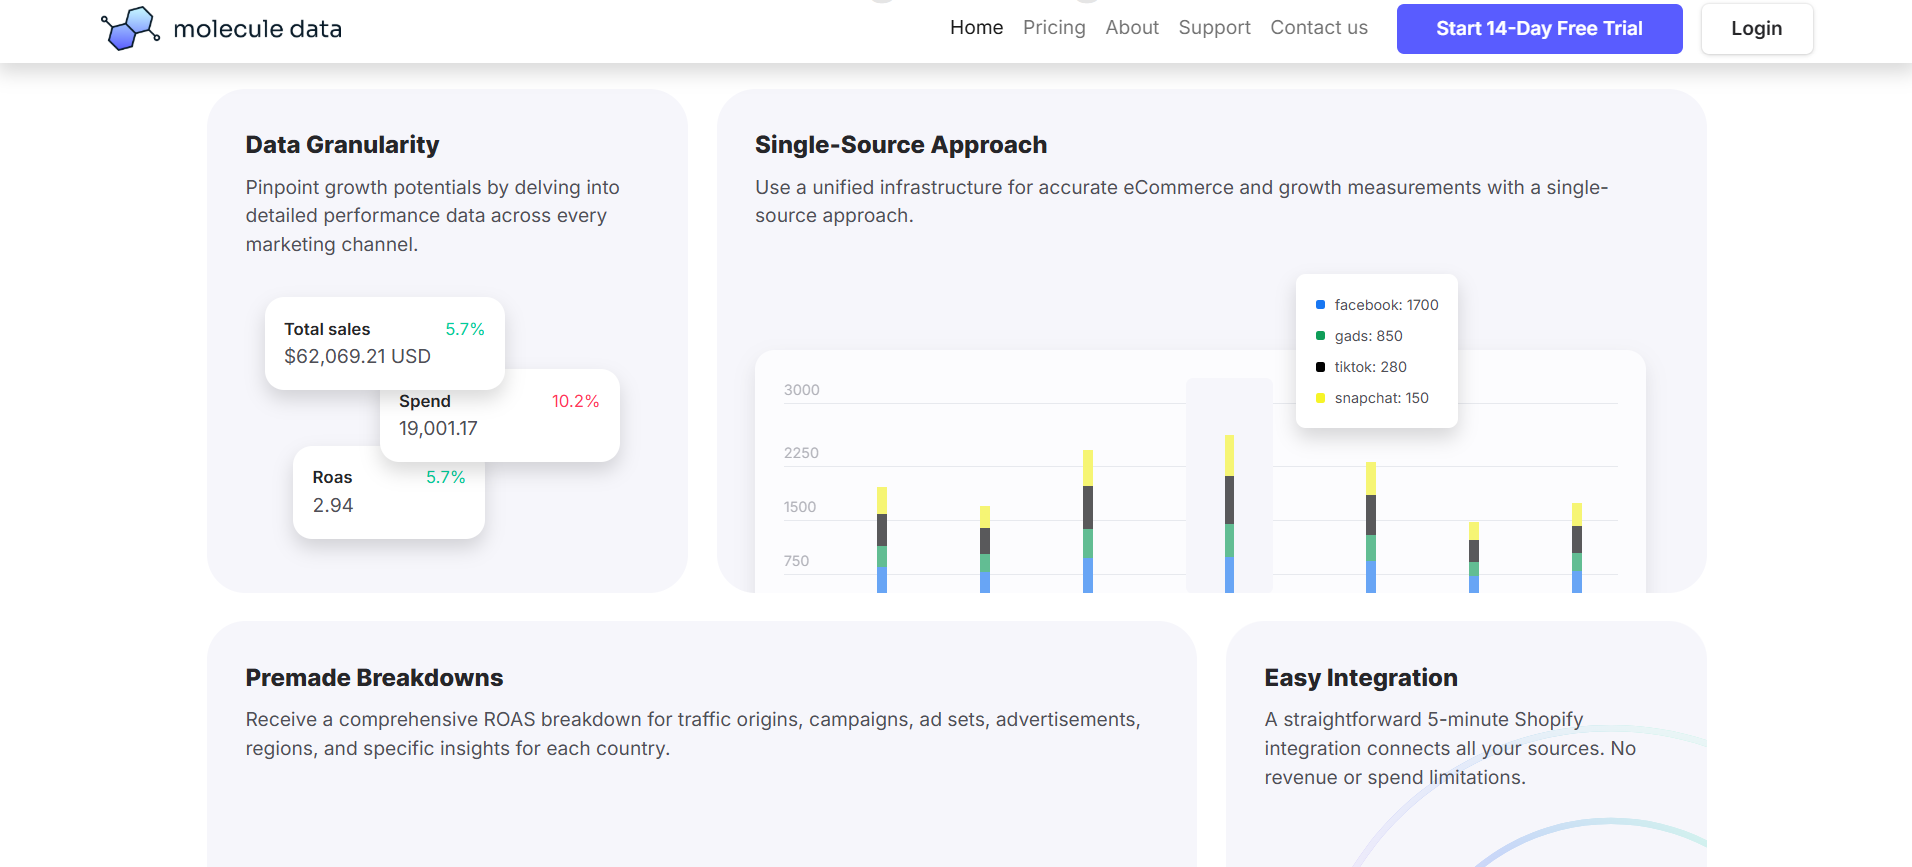 molecule data
Home Pricing About Support Contact us Start 14-Day Free Trial Login
Data Granularity
Pinpoint growth potentials by delving into
detailed performance data across every
marketing channel.
Total sales 5.7%
$62,069.21 USD
Spend 10.2%
19,001.17
Roas 5.7%
2.94
Single-Source Approach
Use a unified infrastructure for accurate eCommerce and growth measurements with a single-
source approach.
facebook: 1700
gads: 850
tiktok: 280
snapchat: 150
3000
2250
1500
750
Premade Breakdowns
Receive a comprehensive ROAS breakdown for traffic origins, campaigns, ad sets, advertisements,
regions, and specific insights for each country.
Easy Integration
A straightforward 5-minute Shopify
integration connects all your sources. No
revenue or spend limitations.